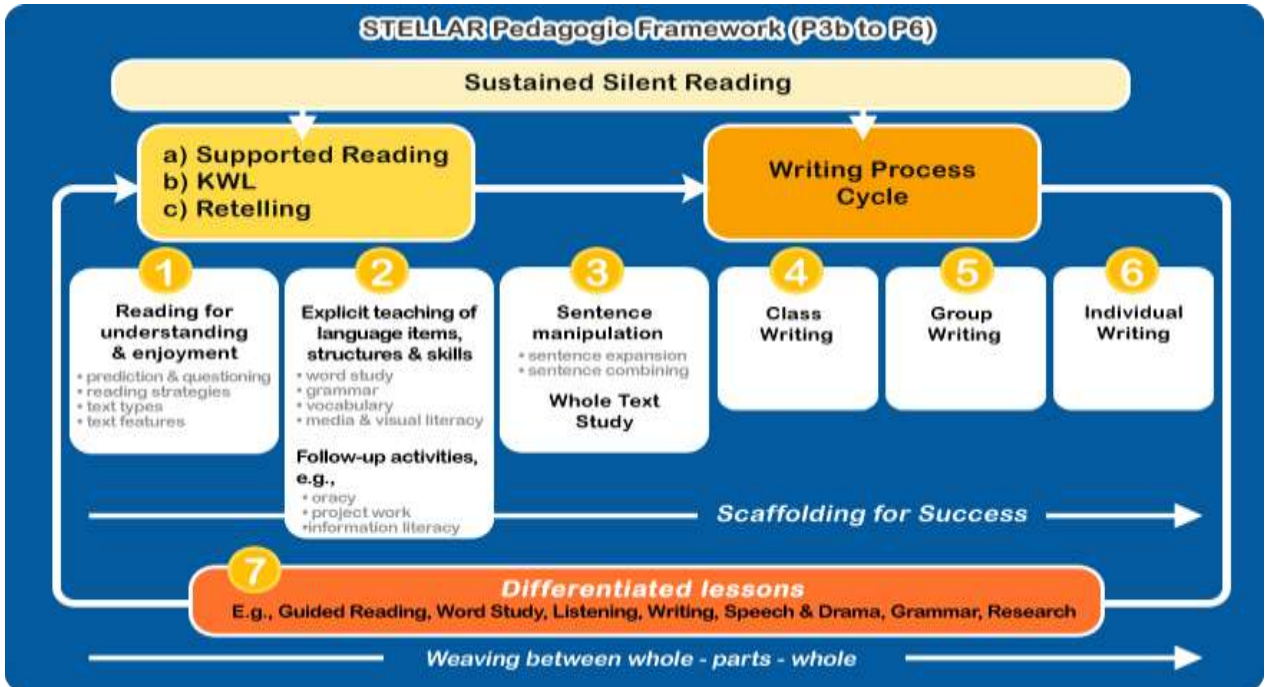 STELLAR Pedagogic Framework (P3b to P6)
Sustained Silent Reading
a) Supported Reading
b) KWL
c) Retelling
Writing Process
Cycle
1
Reading for
understanding
& enjoyment
• prediction & questioning
• reading strategies
• text types
• text features
2
Explicit teaching of
language items,
structures & skills
• word study
• grammar
• vocabulary
• media & visual literacy
Follow-up activities,
e.g.,
• oracy
• project work
•information literacy
3
Sentence
manipulation
• sentence expansion
• sentence combining
Whole Text
Study
4
Class
Writing
5
Group
Writing
6
Individual
Writing
Scaffolding for Success
7
Differentiated lessons
E.g., Guided Reading, Word Study, Listening, Writing, Speech & Drama, Grammar, Research
Weaving between whole - parts - whole